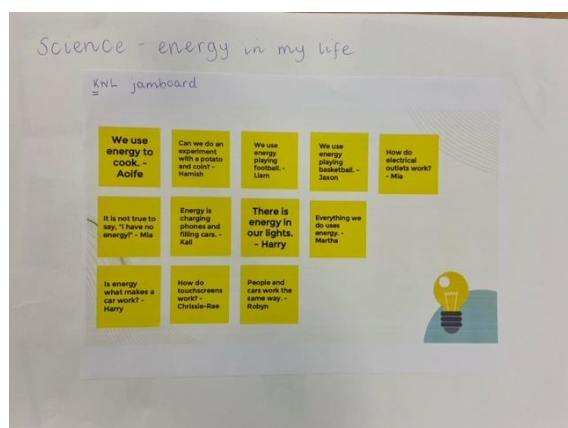 Science - energy in my life
KWL jamboard
We use
energy to
cook. -
Aoife
Can we do an
experiment
with a potato
and coin? -
Hamish
We use
energy
playing
football. -
Liam
We use
energy
playing
basketball. -
Jaxon
How do
electrical
outlets work?
- Mia
It is not true to
say, "I have no
energy!" - Mia
Energy is
charging
phones and
filling cars. -
Kali
There is
energy in
our lights.
- Harry
Everything we
do uses
energy. -
Martha
Is energy
what makes a
car work? -
Harry
How do
touchscreens
work? -
Chrissie-Rae
People and
cars work the
same way. -
Robyn